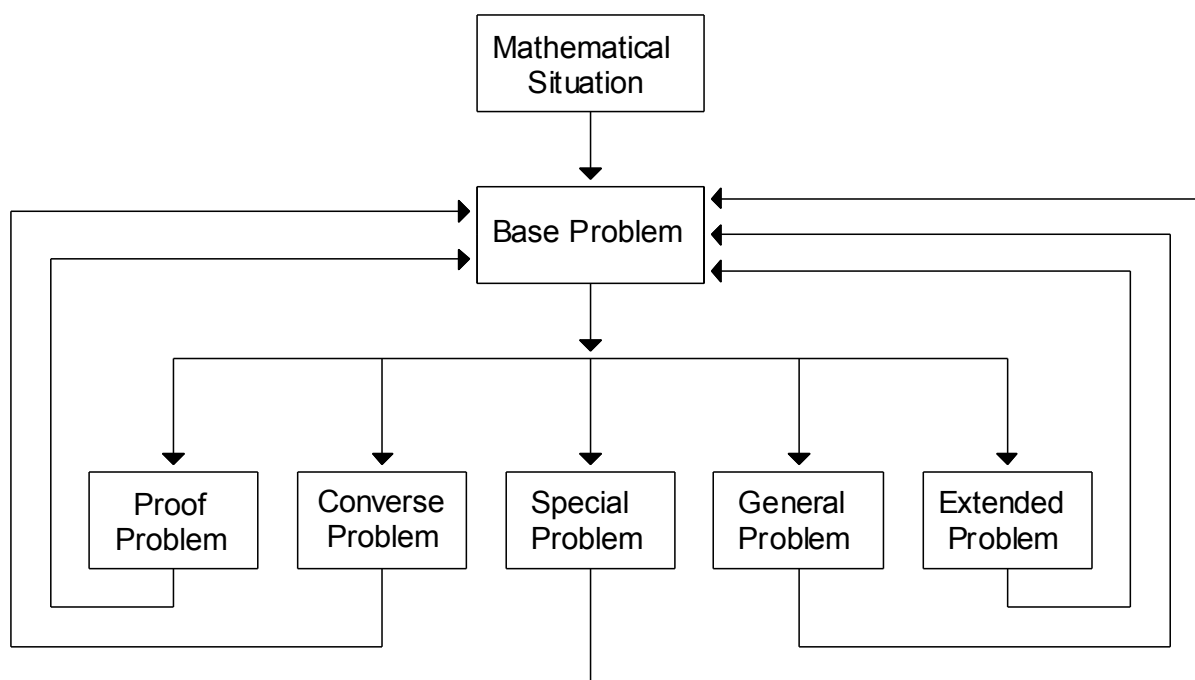 Mathematical
Situation
Base Problem
Proof
Problem
Converse
Problem
Special
Problem
General
Problem
Extended
Problem